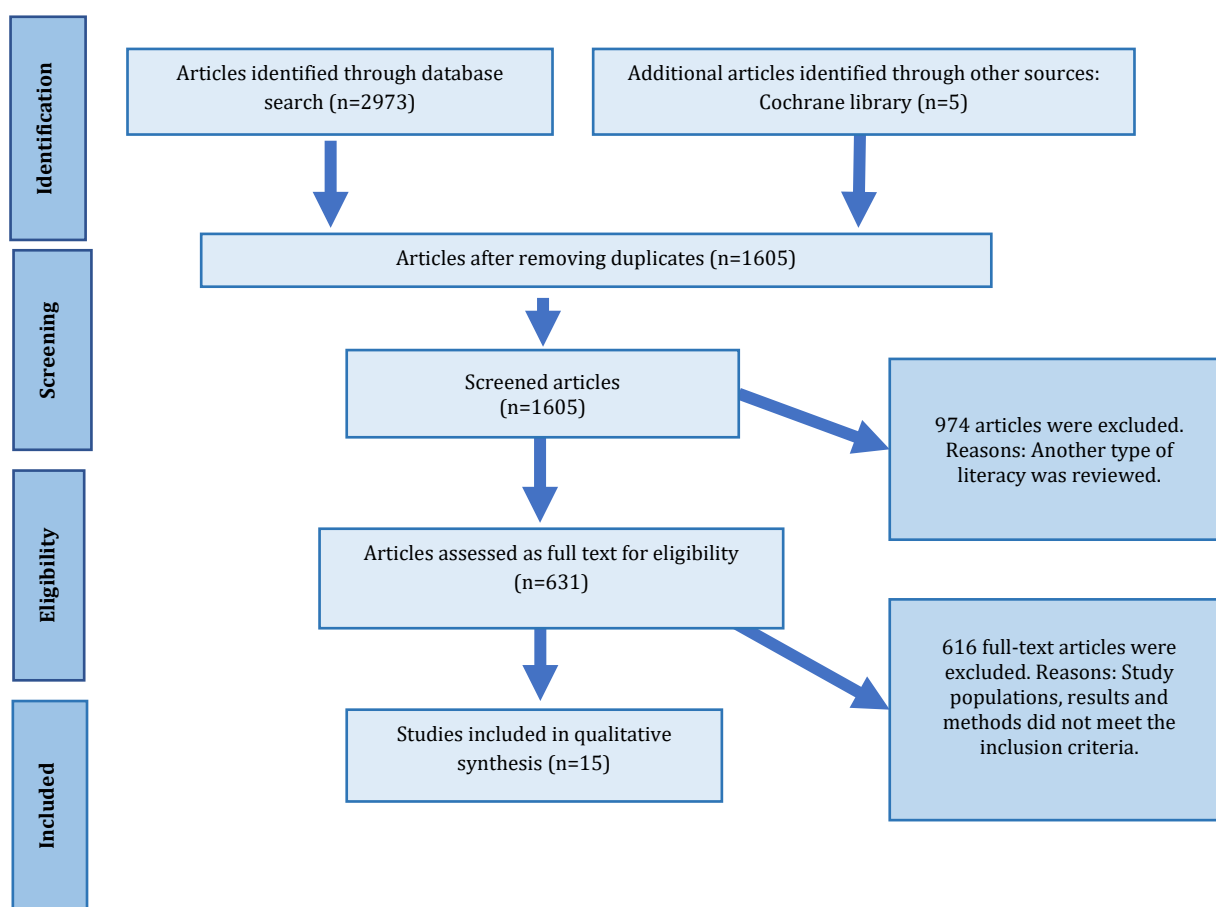 Identification
Articles identified through database
search (n=2973)
Additional articles identified through other sources:
Cochrane library (n=5)
Articles after removing duplicates (n=1605)
Screening
Screened articles
(n=1605)
974 articles were excluded.
Reasons: Another type of
literacy was reviewed.
Eligibility
Articles assessed as full text for eligibility
(n=631)
616 full-text articles were
excluded. Reasons: Study
populations, results and
methods did not meet the
inclusion criteria.
Included
Studies included in qualitative
synthesis (n=15)